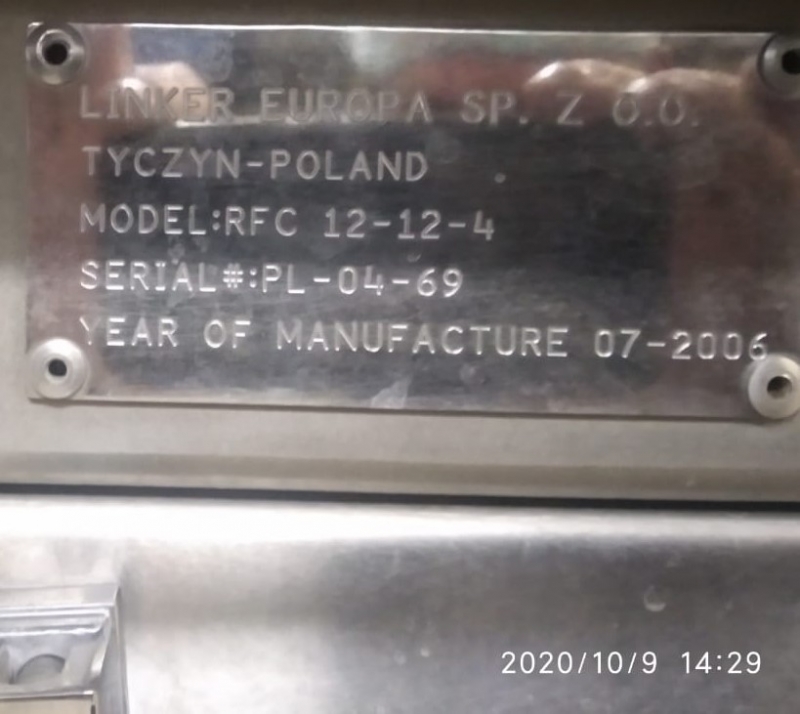 LINKER EUROPA SP. Z O.O.
TYCZYN-POLAND
MODEL:RFC 12-12-4
SERIAL#:PL-04-69
YEAR OF MANUFACTURE 07-2006
2020/10/9 14:29